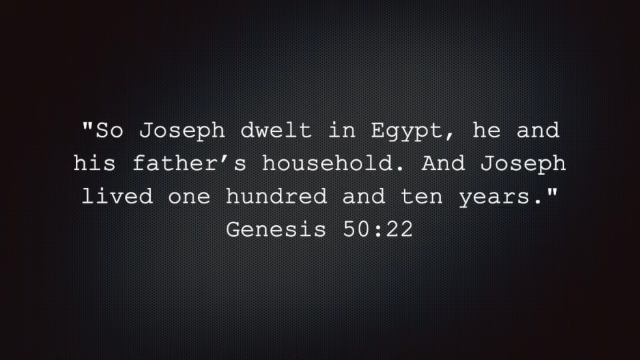 "So Joseph dwelt in Egypt, he and
his father’s household. And Joseph
lived one hundred and ten years."
Genesis 50:22